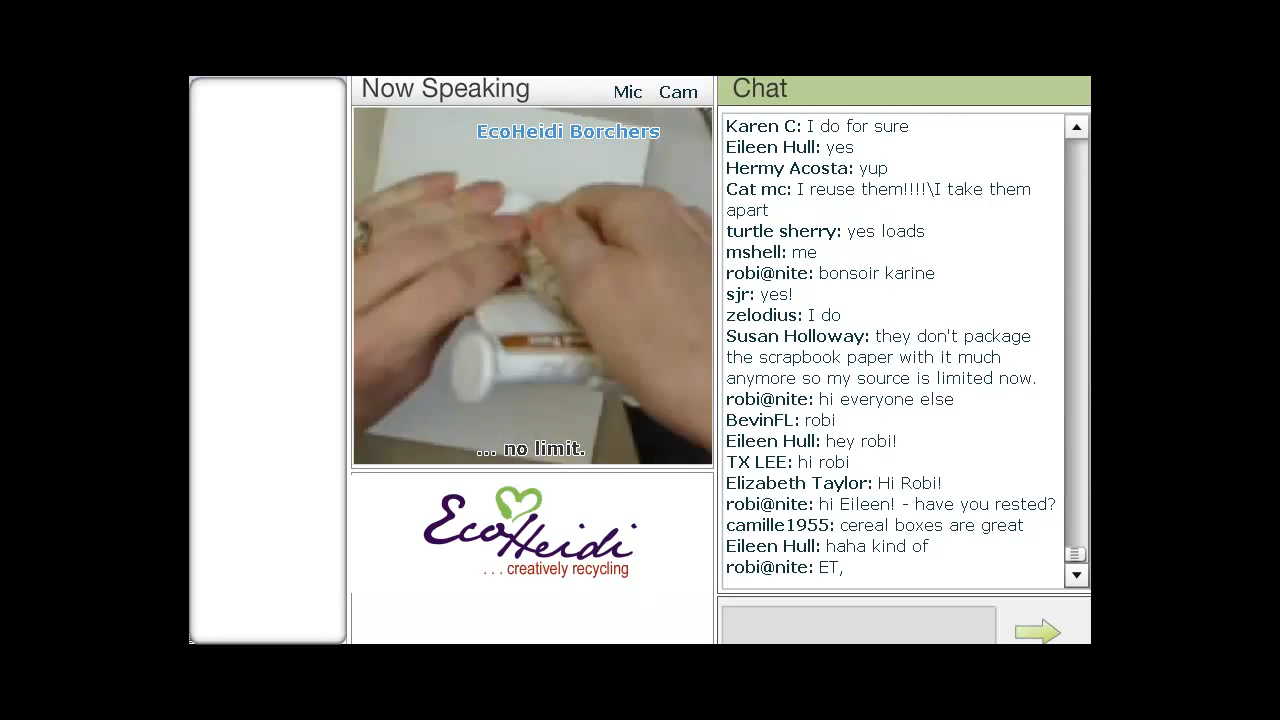 Now Speaking
Mic Cam
EcoHeidi Borchers
... no limit.
EcoHeidi
. . . creatively recycling
Chat
Karen C: I do for sure
Eileen Hull: yes
Hermy Acosta: yup
Cat mc: I reuse them!!!!\I take them
apart
turtle sherry: yes loads
mshell: me
robi@nite: bonsoir karine
sjr: yes!
zelodius: I do
Susan Holloway: they don't package
the scrapbook paper with it much
anymore so my source is limited now.
robi@nite: hi everyone else
BevinFL: robi
Eileen Hull: hey robi!
TX LEE: hi robi
Elizabeth Taylor: Hi Robi!
robi@nite: hi Eileen! - have you rested?
camille1955: cereal boxes are great
Eileen Hull: haha kind of
robi@nite: ET,